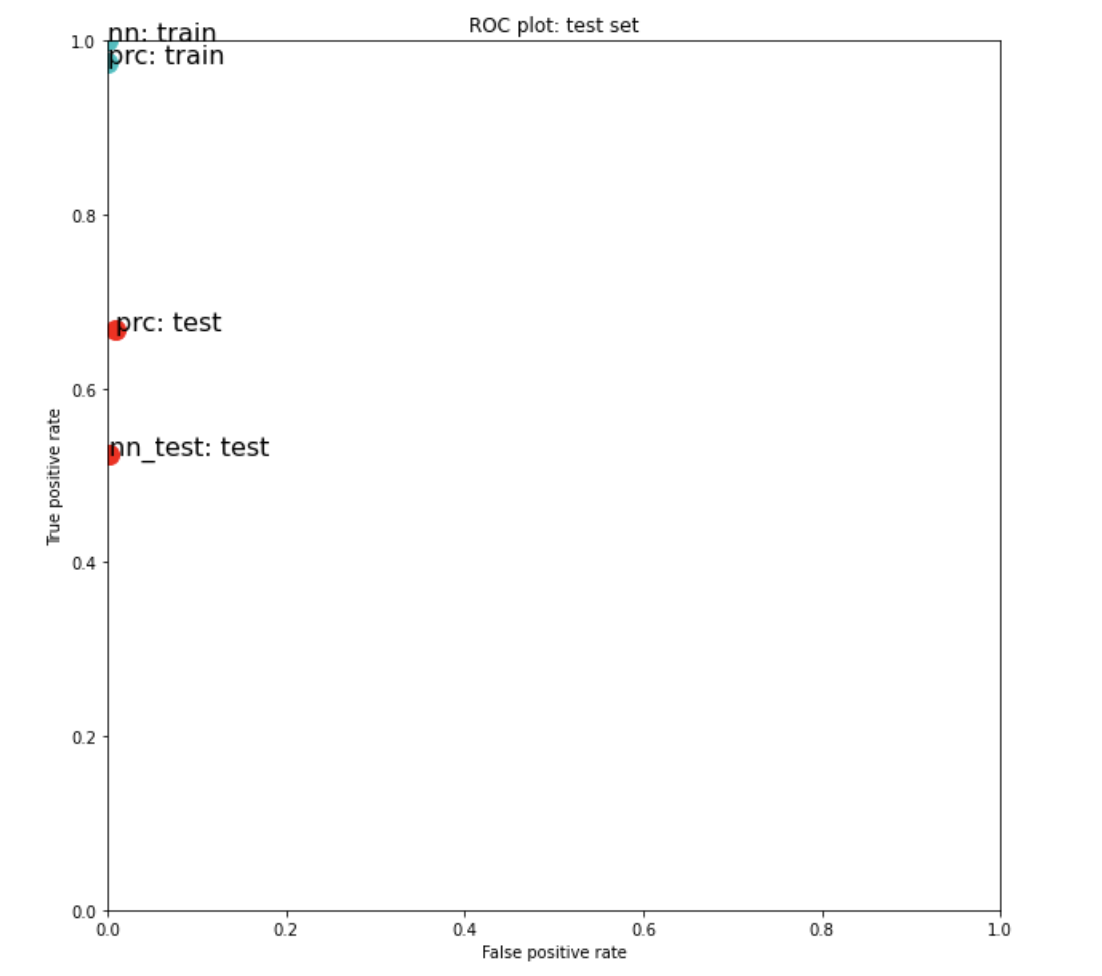 ROC plot: test set
nn: train
1.0
prc: train
0.8
prc: test
0.6
True positive rate
nn_test: test
0.4
0.2
0.0
0.0 0.2 0.4 0.6 0.8 1.0
False positive rate